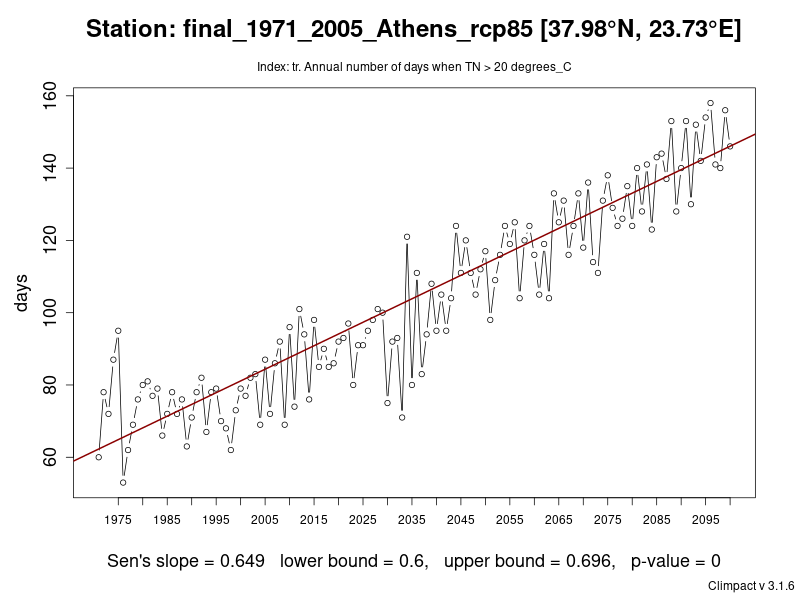 Station: final_1971_2005_Athens_rcp85 [37.98°N, 23.73°E]
Index: tr. Annual number of days when TN > 20 degrees_C
160
140
120
100
80
60
days
1975 1985 1995 2005 2015 2025 2035 2045 2055 2065 2075 2085 2095
Sen's slope = 0.649 lower bound = 0.6, upper bound = 0.696, p-value = 0
Climpact v 3.1.6